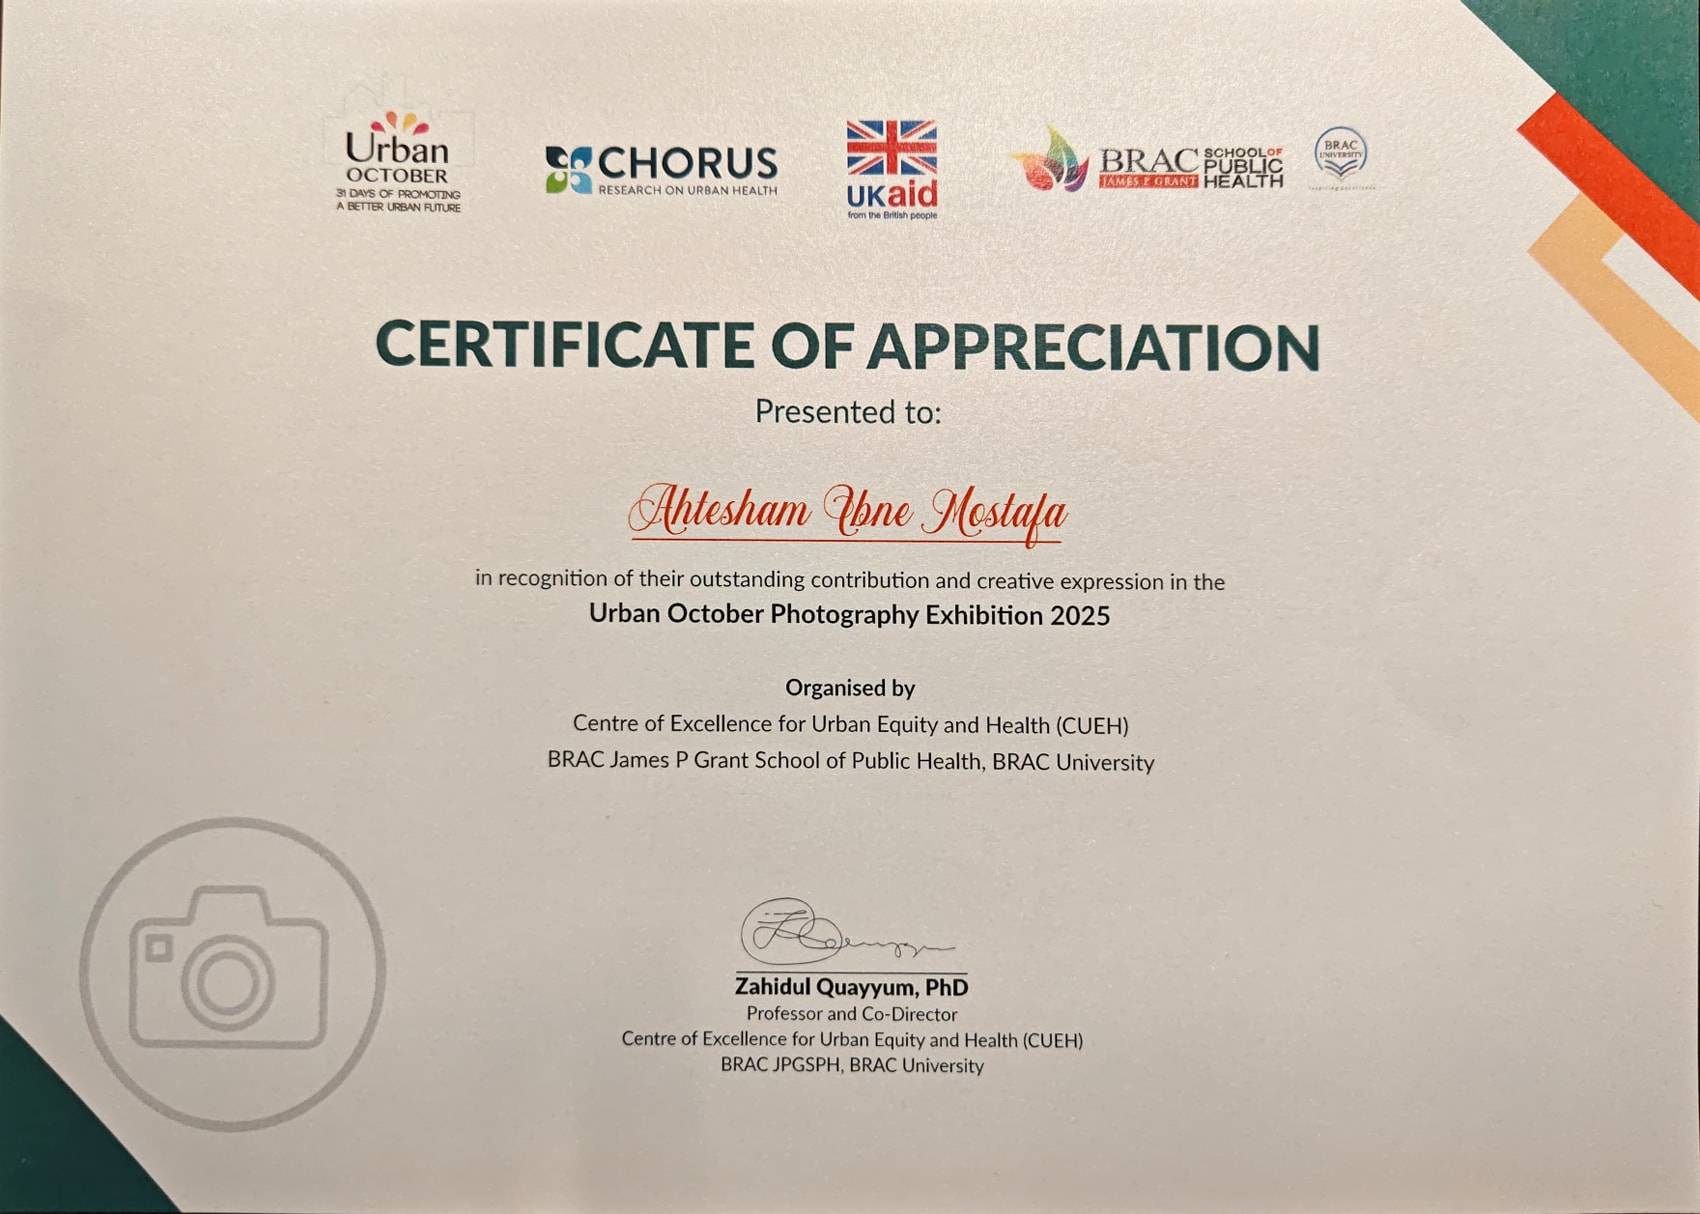 Urban
OCTOBER
31 DAYS OF PROMOTING
A BETTER URBAN FUTURE
CHORUS
RESEARCH ON URBAN HEALTH
UKaid
from the British people
BRAC
JAMES P GRANT
SCHOOL OF
PUBLIC
HEALTH
BRAC
UNIVERSITY
Inspiring Excellence
CERTIFICATE OF APPRECIATION
Presented to:
Ahtesham Ibne Mostafa
in recognition of their outstanding contribution and creative expression in the
Urban October Photography Exhibition 2025
Organised by
Centre of Excellence for Urban Equity and Health (CUEH)
BRAC James P Grant School of Public Health, BRAC University
Zahidul Quayyum, PhD
Professor and Co-Director
Centre of Excellence for Urban Equity and Health (CUEH)
BRAC JPGSPH, BRAC University